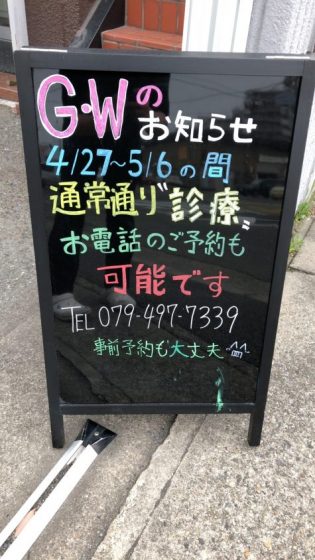 G・Wの
お知らせ
4/27～5/6の間
通常通り診療〃
お電話のご予約も
可能です
TEL 079-497-7339
事前予約も大丈夫